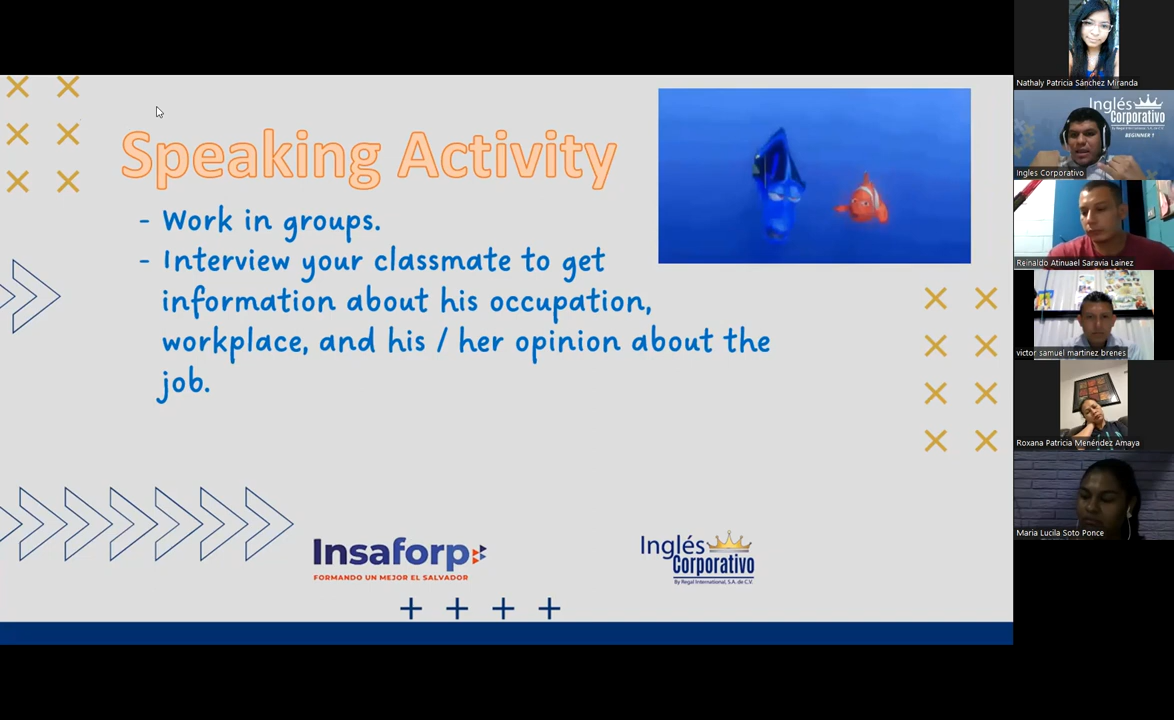 Speaking Activity
- Work in groups.
- Interview your classmate to get
information about his occupation,
workplace, and his / her opinion about the
job.
Insaforp
FORMANDO UN MEJOR EL SALVADOR
Inglés
Corporativo
By Regal International, S.A. de C.V.
Nathaly Patricia Sánchez Miranda
Inglés
Corporativo
BEGINNER 1
Ingles Corporativo
Reinaldo Atinuael Saravia Lainez
victor samuel martinez brenes
Roxana Patricia Menéndez Amaya
Maria Lucila Soto Ponce